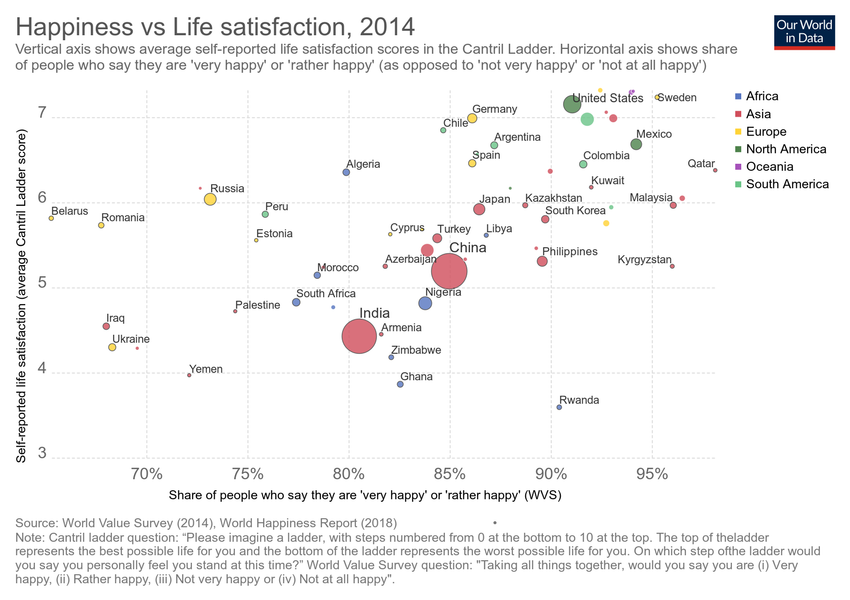 Happiness vs Life satisfaction, 2014
Our World
in Data
Vertical axis shows average self-reported life satisfaction scores in the Cantril Ladder. Horizontal axis shows share
of people who say they are 'very happy' or 'rather happy' (as opposed to 'not very happy' or 'not at all happy')
Self-reported life satisfaction (average Cantril Ladder score)
7
6
5
4
3
United States
Sweden
Germany
Chile
Argentina
Mexico
Spain
Colombia
Algeria
Qatar
Kuwait
Russia
Japan
Kazakhstan
Malaysia
Belarus
Romania
Peru
South Korea
Estonia
Cyprus
Turkey
Libya
China
Azerbaijan
Philippines
Kyrgyzstan
Morocco
South Africa
Nigeria
Palestine
India
Iraq
Armenia
Ukraine
Zimbabwe
Yemen
Ghana
Rwanda
Africa
Asia
Europe
North America
Oceania
South America
70%
75%
80%
85%
90%
95%
Share of people who say they are 'very happy' or 'rather happy' (WVS)
Source: World Value Survey (2014), World Happiness Report (2018)
Note: Cantril ladder question: “Please imagine a ladder, with steps numbered from 0 at the bottom to 10 at the top. The top of theladder
represents the best possible life for you and the bottom of the ladder represents the worst possible life for you. On which step ofthe ladder would
you say you personally feel you stand at this time?” World Value Survey question: "Taking all things together, would you say you are (i) Very
happy, (ii) Rather happy, (iii) Not very happy or (iv) Not at all happy".